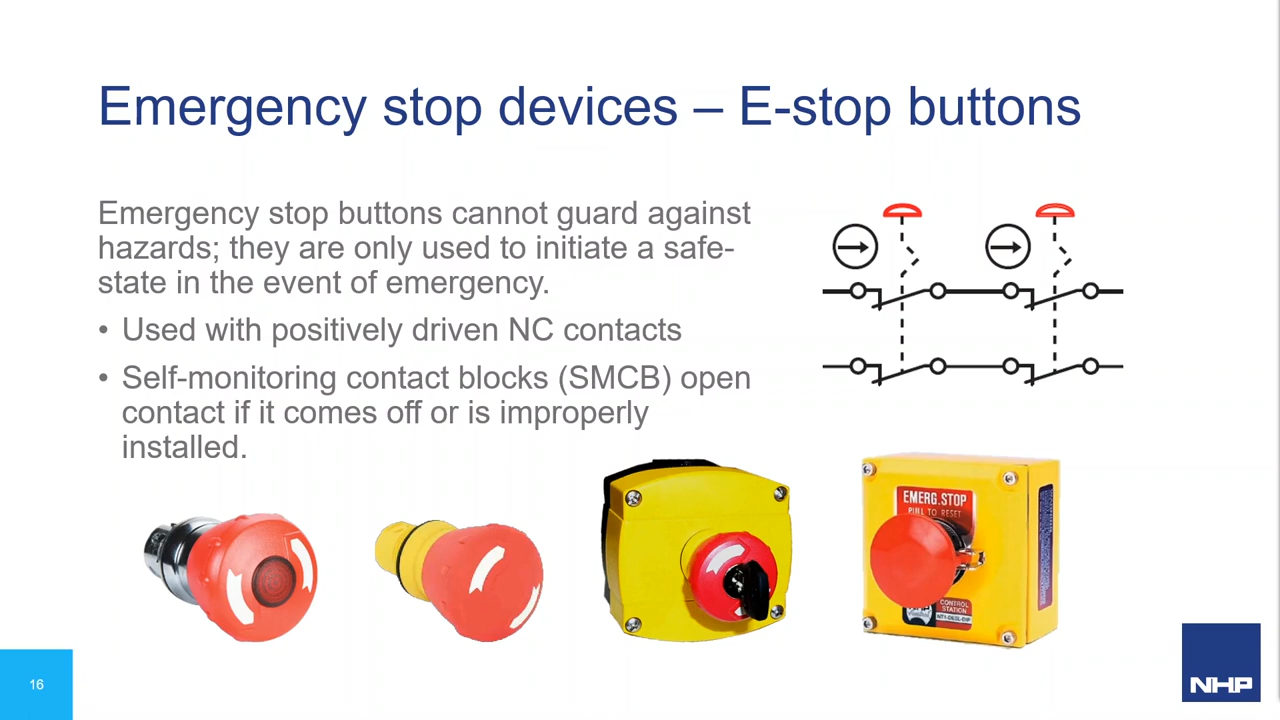 Emergency stop devices – E-stop buttons
Emergency stop buttons cannot guard against
hazards; they are only used to initiate a safe-
state in the event of emergency.
• Used with positively driven NC contacts
• Self-monitoring contact blocks (SMCB) open
contact if it comes off or is improperly
installed.
EMERG.STOP
PULL TO RESET
CONTROL
STATION
16
NHP